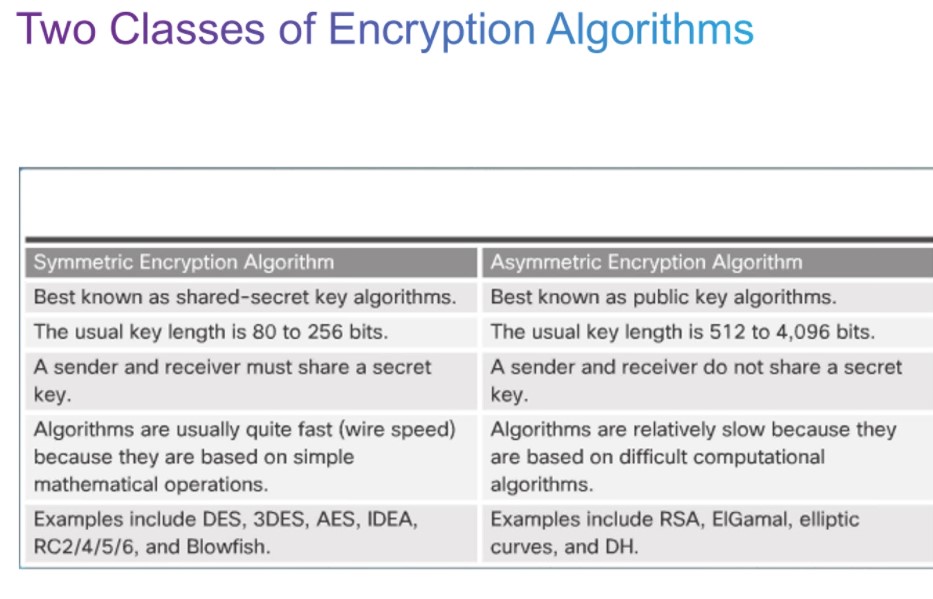 Two Classes of Encryption Algorithms
Symmetric Encryption Algorithm
Asymmetric Encryption Algorithm
Best known as shared-secret key algorithms.
Best known as public key algorithms.
The usual key length is 80 to 256 bits.
The usual key length is 512 to 4,096 bits.
A sender and receiver must share a secret
key.
A sender and receiver do not share a secret
key.
Algorithms are usually quite fast (wire speed)
because they are based on simple
mathematical operations.
Algorithms are relatively slow because they
are based on difficult computational
algorithms.
Examples include DES, 3DES, AES, IDEA,
RC2/4/5/6, and Blowfish.
Examples include RSA, ElGamal, elliptic
curves, and DH.